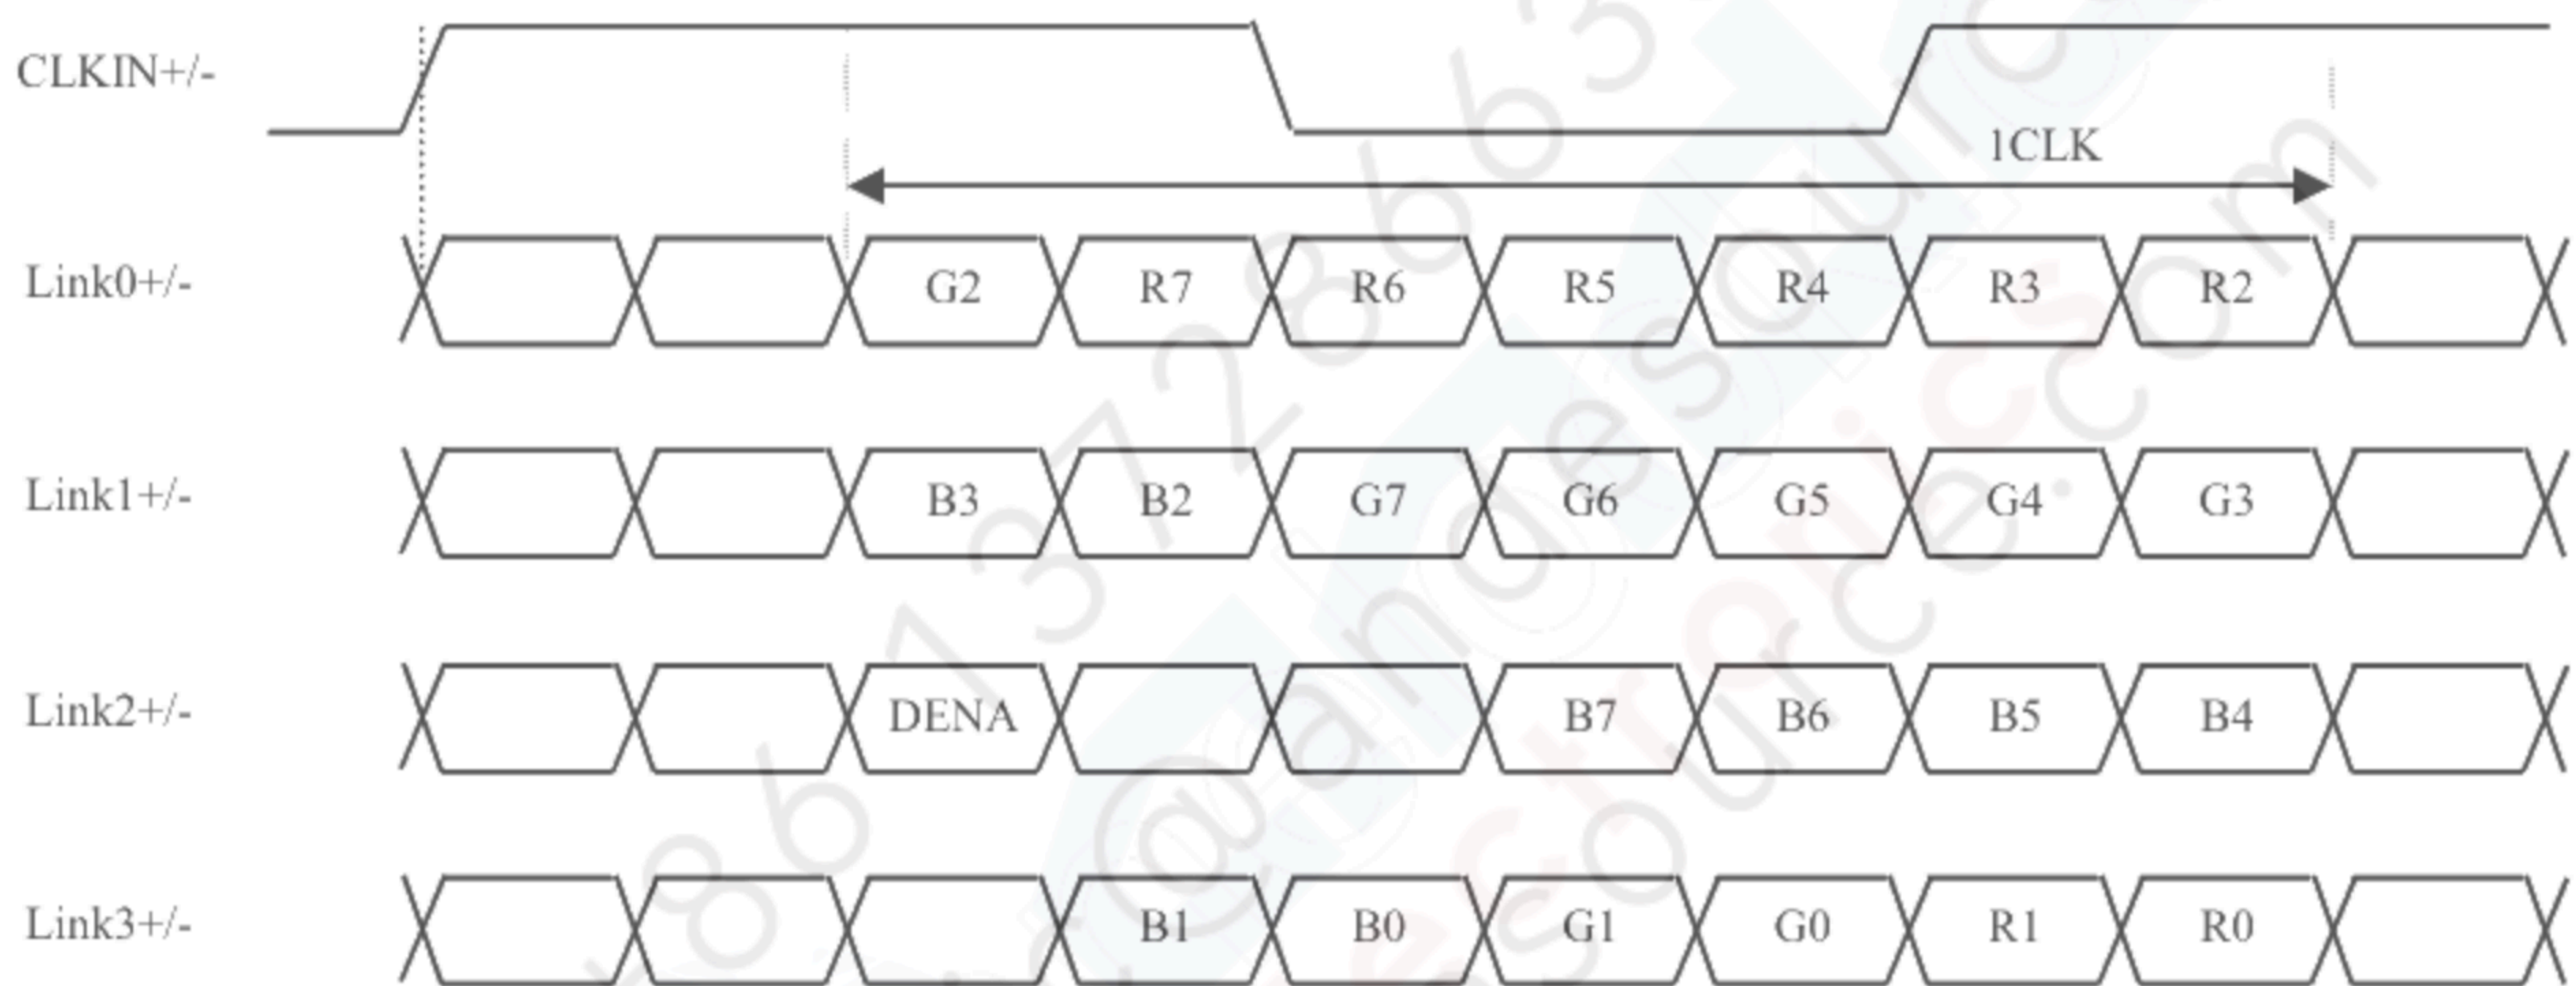 CLKIN+/-
1CLK
Link0+/- G2 R7 R6 R5 R4 R3 R2
Link1+/- B3 B2 G7 G6 G5 G4 G3
Link2+/- DENA B7 B6 B5 B4
Link3+/- B1 B0 G1 G0 R1 R0